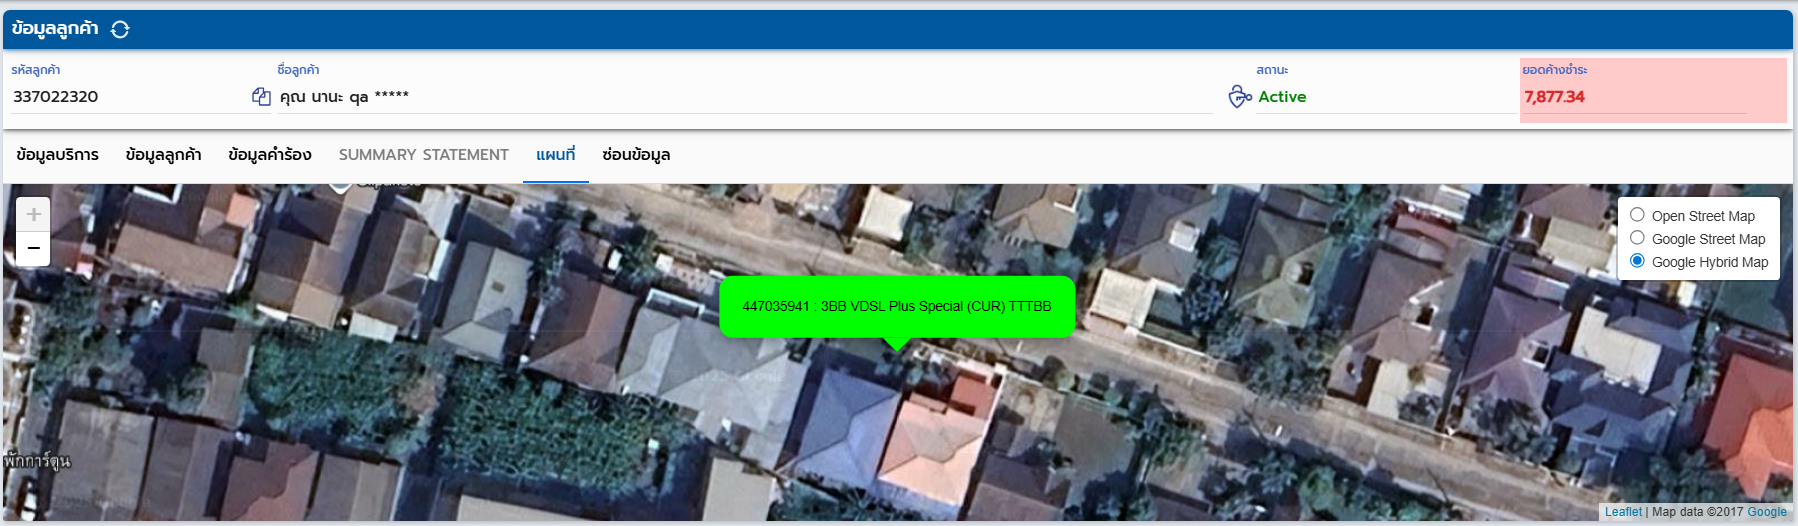 ข้อมูลลูกค้า
รหัสลูกค้า
337022320
ชื่อลูกค้า
คุณ นานะ qa *****
สถานะ
Active
ยอดค้างชำระ
7,877.34
ข้อมูลบริการ ข้อมูลลูกค้า ข้อมูลคำร้อง SUMMARY STATEMENT แผนที่ ซ่อนข้อมูล
+
−
Open Street Map
Google Street Map
Google Hybrid Map
447035941 : 3BB VDSL Plus Special (CUR) TTTBB
พักการ์ตูน
Leaflet | Map data ©2017 Google